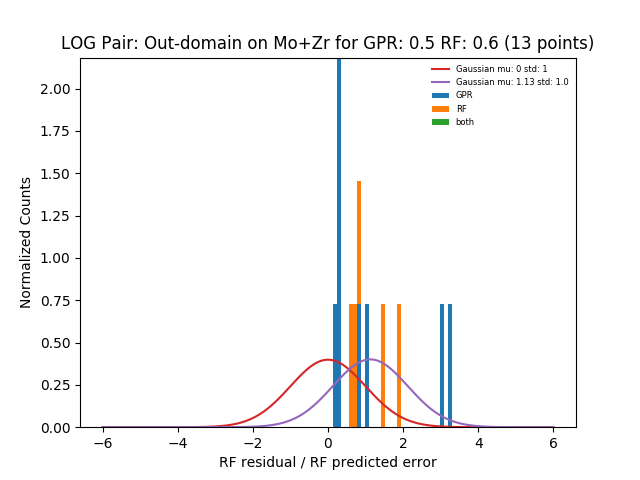 LOG Pair: Out-domain on Mo+Zr for GPR: 0.5 RF: 0.6 (13 points)
Gaussian mu: 0 std: 1
Gaussian mu: 1.13 std: 1.0
GPR
RF
both
Normalized Counts
2.00
1.75
1.50
1.25
1.00
0.75
0.50
0.25
0.00
−6
−4
−2
0
2
4
6
RF residual / RF predicted error